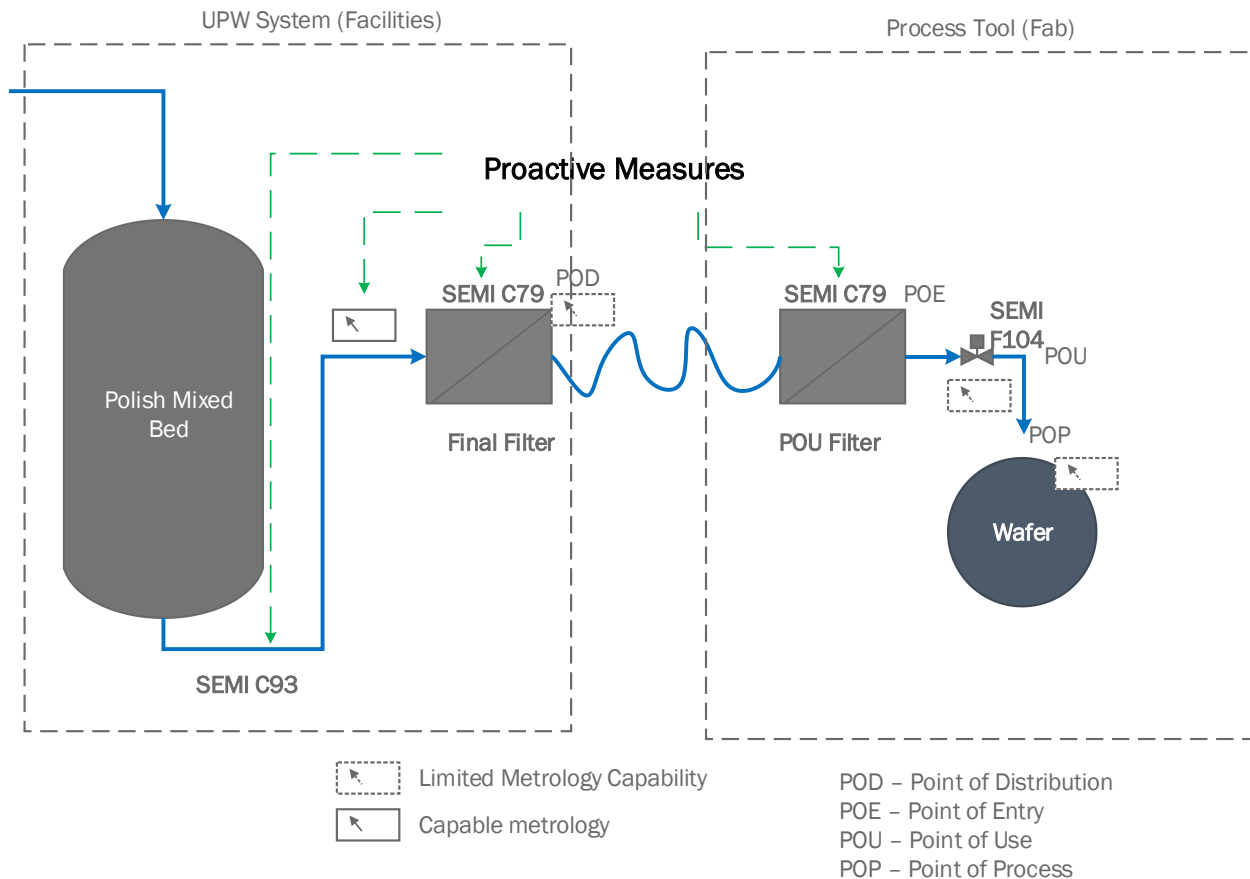 UPW System (Facilities)
Process Tool (Fab)
Proactive Measures
POD
SEMI C79
SEMI C79
POE
SEMI
F104
POU
Polish Mixed
Bed
Final Filter
POU Filter
POP
Wafer
SEMI C93
Limited Metrology Capability
Capable metrology
POD – Point of Distribution
POE – Point of Entry
POU – Point of Use
POP – Point of Process